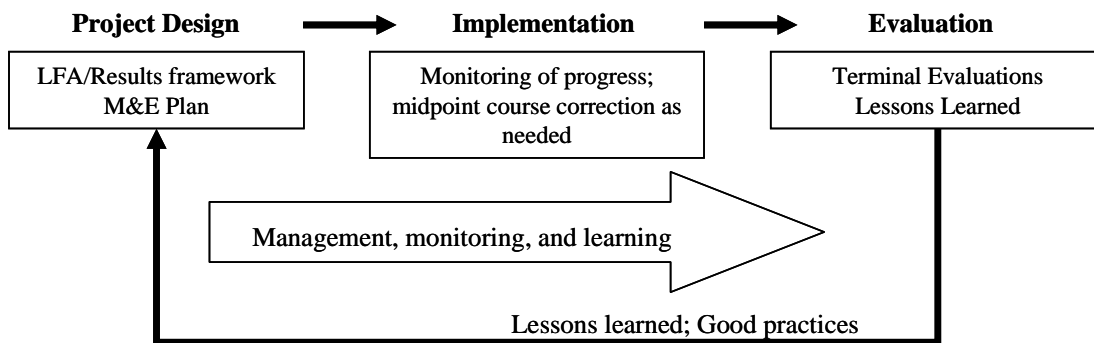 Project Design
Implementation
Evaluation
LFA/Results framework
M&E Plan
Monitoring of progress;
midpoint course correction as
needed
Terminal Evaluations
Lessons Learned
Management, monitoring, and learning
Lessons learned; Good practices